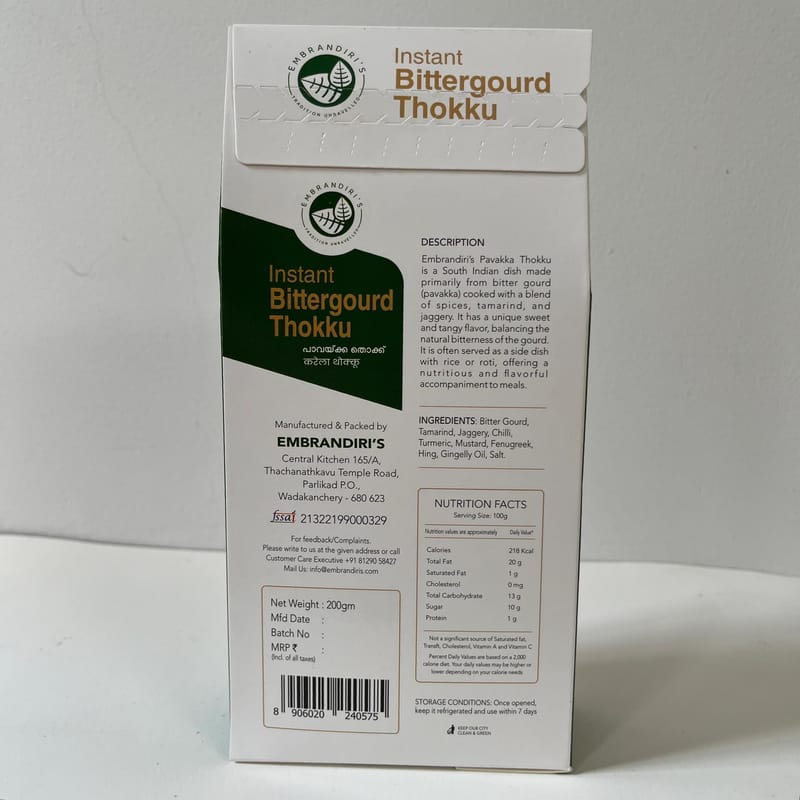 EMBRANDIRI'S
TRADITION UNRAVELLED
Instant
Bittergourd
Thokku
EMBRANDIRI'S
TRADITION UNRAVELLED
Instant
Bittergourd
Thokku
പാവയ്ക്ക തൊക്ക്
करेला थोक्कू
Manufactured & Packed by
EMBRANDIRI'S
Central Kitchen 165/A,
Thachanathkavu Temple Road,
Parlikad P.O.,
Wadakanchery - 680 623
fssai 21322199000329
For feedback/Complaints.
Please write to us at the given address or call
Customer Care Executive +91 81290 58427
Mail Us: info@embrandiris.com
Net Weight : 200gm
Mfd Date :
Batch No :
MRP ₹ :
(Incl. of all taxes)
8 906020 240575
DESCRIPTION
Embrandiri's Pavakka Thokku
is a South Indian dish made
primarily from bitter gourd
(pavakka) cooked with a blend
of spices, tamarind, and
jaggery. It has a unique sweet
and tangy flavor, balancing the
natural bitterness of the gourd.
It is often served as a side dish
with rice or roti, offering a
nutritious and flavorful
accompaniment to meals.
INGREDIENTS: Bitter Gourd,
Tamarind, Jaggery, Chilli,
Turmeric, Mustard, Fenugreek,
Hing, Gingelly Oil, Salt.
NUTRITION FACTS
Serving Size: 100g
Nutrition values are approximately Daily Value*
Calories 218 Kcal
Total Fat 20 g
Saturated Fat 1 g
Cholesterol 0 mg
Total Carbohydrate 13 g
Sugar 10 g
Protein 1 g
Not a significant source of Saturated fat,
Transft, Cholesterol, Vitamin A and Vitamin C
Percent Daily Values are based on a 2,000
calorie diet. Your daily values may be higher or
lower depending on your calorie needs
STORAGE CONDITIONS: Once opened,
keep it refrigerated and use within 7 days
KEEP OUR CITY
CLEAN & GREEN